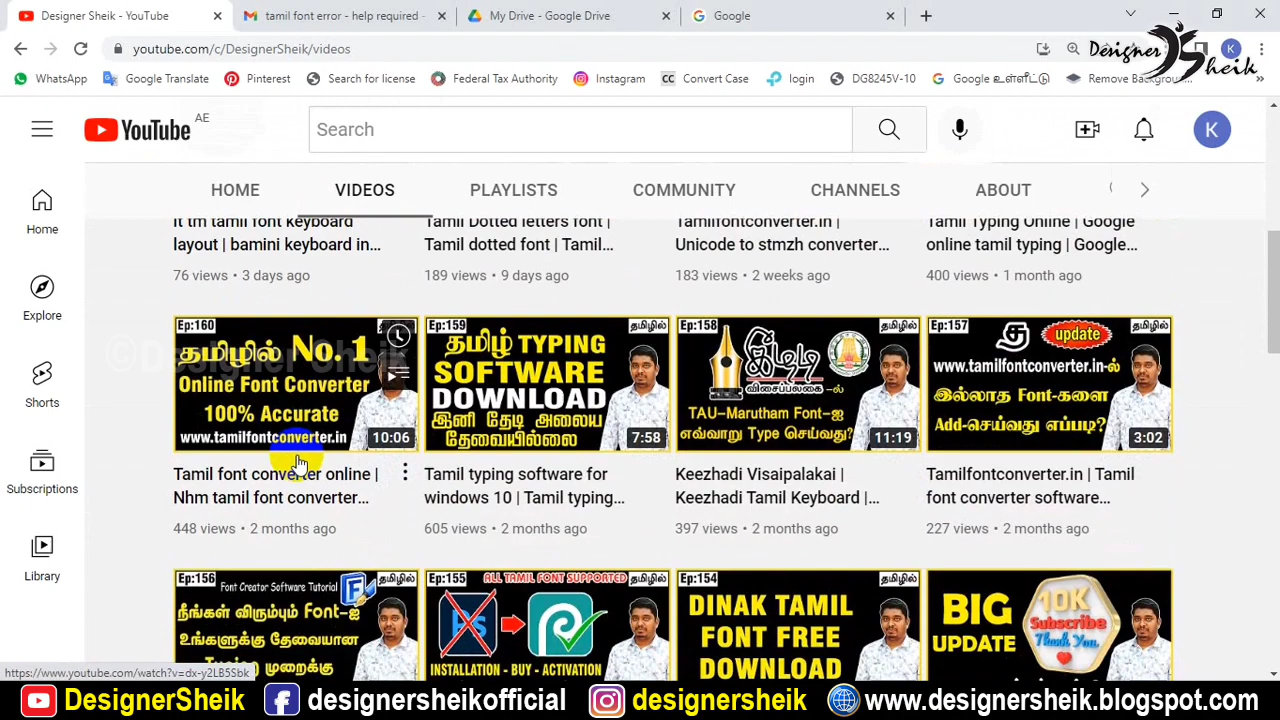 Designer Sheik - YouTube
tamil font error - help required -
My Drive - Google Drive
Google
youtube.com/c/DesignerSheik/videos
Designer Sheik
WhatsApp
Google Translate
Pinterest
Search for license
Federal Tax Authority
Instagram
CC Convert Case
login
DG8245V-10
Google உள்ளீட்டு
Remove Backgrou...
YouTube AE
Search
K
HOME
VIDEOS
PLAYLISTS
COMMUNITY
CHANNELS
ABOUT
Home
Explore
Shorts
Subscriptions
Library
lt tm tamil font keyboard
layout | bamini keyboard in...
76 views • 3 days ago
Tamil Dotted letters font |
Tamil dotted font | Tamil...
189 views • 9 days ago
Tamilfontconverter.in |
Unicode to stmzh converter...
183 views • 2 weeks ago
Tamil Typing Online | Google
online tamil typing | Google...
400 views • 1 month ago
Ep:160
தமிழில் No. 1
Online Font Converter
100% Accurate
www.tamilfontconverter.in
10:06
©Designer Sheik
Tamil font converter online |
Nhm tamil font converter...
448 views • 2 months ago
Ep:159
தமிழில்
தமிழ் TYPING
SOFTWARE
DOWNLOAD
இனி தேடி அலைய
தேவையில்லை
7:58
Tamil typing software for
windows 10 | Tamil typing...
605 views • 2 months ago
Ep:158
தமிழில்
கீழடி
விசைப்பலகை-ல்
TAU-Marutham Font-ஐ
எவ்வாறு Type செய்வது?
11:19
Keezhadi Visaipalakai |
Keezhadi Tamil Keyboard |...
397 views • 2 months ago
Ep:157
தமிழில்
update
www.tamilfontconverter.in-ல்
இல்லாத Font-களை
Add-செய்வது எப்படி?
3:02
Tamilfontconverter.in | Tamil
font converter software...
227 views • 2 months ago
Ep:156
Font Creator Software Tutorial
தமிழில்
நீங்கள் விரும்பும் Font-ஐ
உங்களுக்கு தேவையான
Ep:155
ALL TAMIL FONT SUPPORTED
தமிழில்
INSTALLATION - BUY - ACTIVATION
Ep:154
தமிழில்
DINAK TAMIL
FONT FREE
DOWNLOAD
BIG
UPDATE
10K
Subscribe
Thank You
https://www.youtube.com/watch?v=dx-y2LB5Sbk
DesignerSheik
designersheikofficial
designersheik
www.designersheik.blogspot.com